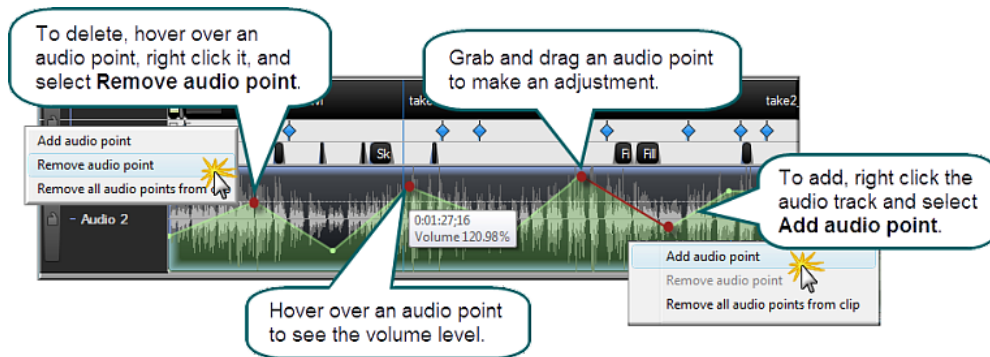 To delete, hover over an
audio point, right click it, and
select Remove audio point.
Grab and drag an audio point
to make an adjustment.
take
take2_
Add audio point
Remove audio point
Remove all audio points from
Sk
Fi
Fill
To add, right click the
audio track and select
Add audio point.
- Audio 2
0:01:27;16
Volume 120.98%
Add audio point
Remove audio point
Remove all audio points from clip
Hover over an audio point
to see the volume level.